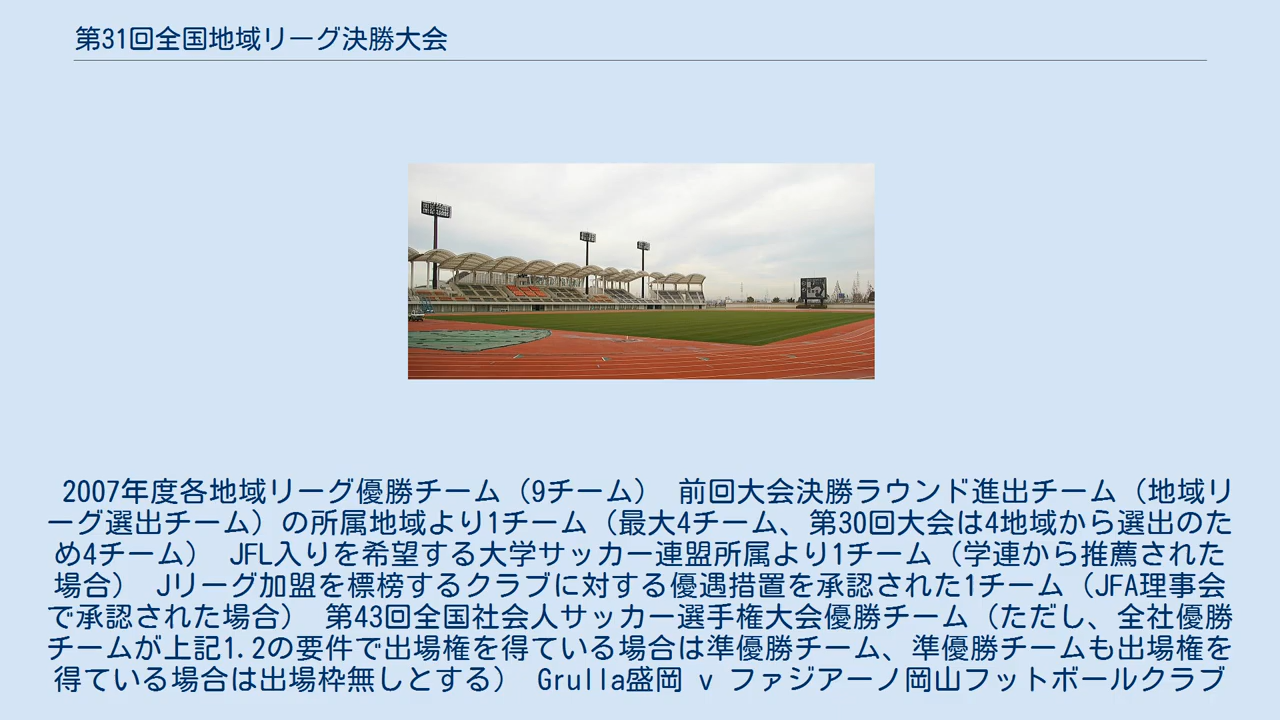 第31回全国地域リーグ決勝大会
2007年度各地域リーグ優勝チーム（9チーム） 前回大会決勝ラウンド進出チーム（地域リ
ーグ選出チーム）の所属地域より1チーム（最大4チーム、第30回大会は4地域から選出のた
め4チーム） JFL入りを希望する大学サッカー連盟所属より1チーム（学連から推薦された
場合） Jリーグ加盟を標榜するクラブに対する優遇措置を承認された1チーム（JFA理事会
で承認された場合） 第43回全国社会人サッカー選手権大会優勝チーム（ただし、全社優勝
チームが上記1.2の要件で出場権を得ている場合は準優勝チーム、準優勝チームも出場権を
得ている場合は出場枠無しとする） Grulla盛岡 v ファジアーノ岡山フットボールクラブ